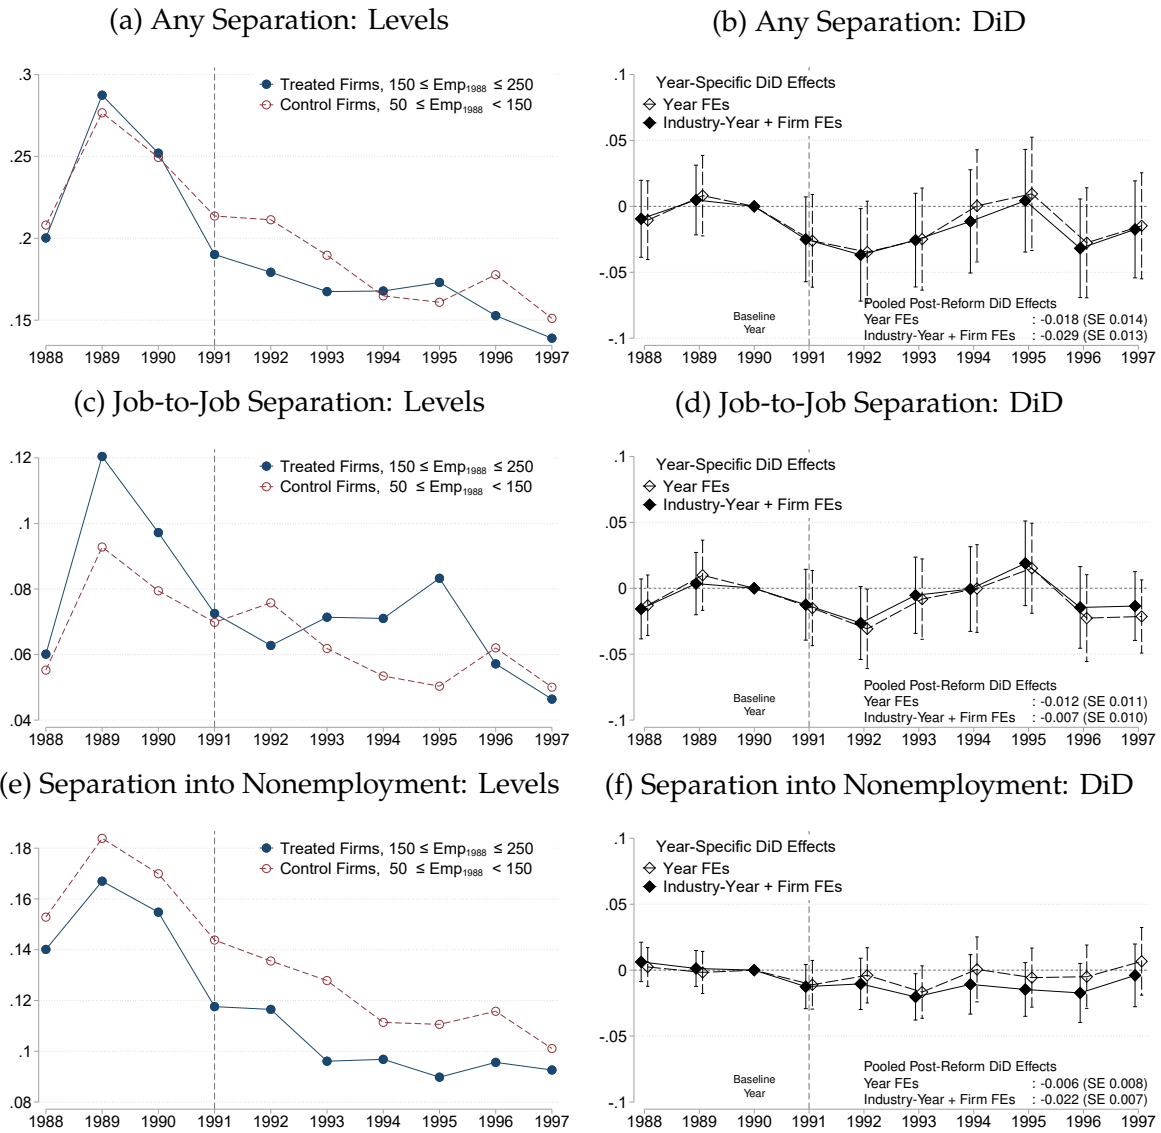 (a) Any Separation: Levels
.3
.25
.2
.15
Treated Firms, 150 ≤ Emp1988 ≤ 250
Control Firms, 50 ≤ Emp1988 < 150
1988 1989 1990 1991 1992 1993 1994 1995 1996 1997
(b) Any Separation: DiD
.1
.05
0
-.05
-.1
Year-Specific DiD Effects
Year FEs
Industry-Year + Firm FEs
Baseline
Year
Pooled Post-Reform DiD Effects
Year FEs : -0.018 (SE 0.014)
Industry-Year + Firm FEs : -0.029 (SE 0.013)
1988 1989 1990 1991 1992 1993 1994 1995 1996 1997
(c) Job-to-Job Separation: Levels
.12
.1
.08
.06
.04
Treated Firms, 150 ≤ Emp1988 ≤ 250
Control Firms, 50 ≤ Emp1988 < 150
1988 1989 1990 1991 1992 1993 1994 1995 1996 1997
(d) Job-to-Job Separation: DiD
.1
.05
0
-.05
-.1
Year-Specific DiD Effects
Year FEs
Industry-Year + Firm FEs
Baseline
Year
Pooled Post-Reform DiD Effects
Year FEs : -0.012 (SE 0.011)
Industry-Year + Firm FEs : -0.007 (SE 0.010)
1988 1989 1990 1991 1992 1993 1994 1995 1996 1997
(e) Separation into Nonemployment: Levels
.18
.16
.14
.12
.1
.08
Treated Firms, 150 ≤ Emp1988 ≤ 250
Control Firms, 50 ≤ Emp1988 < 150
1988 1989 1990 1991 1992 1993 1994 1995 1996 1997
(f) Separation into Nonemployment: DiD
.1
.05
0
-.05
-.1
Year-Specific DiD Effects
Year FEs
Industry-Year + Firm FEs
Baseline
Year
Pooled Post-Reform DiD Effects
Year FEs : -0.006 (SE 0.008)
Industry-Year + Firm FEs : -0.022 (SE 0.007)
1988 1989 1990 1991 1992 1993 1994 1995 1996 1997